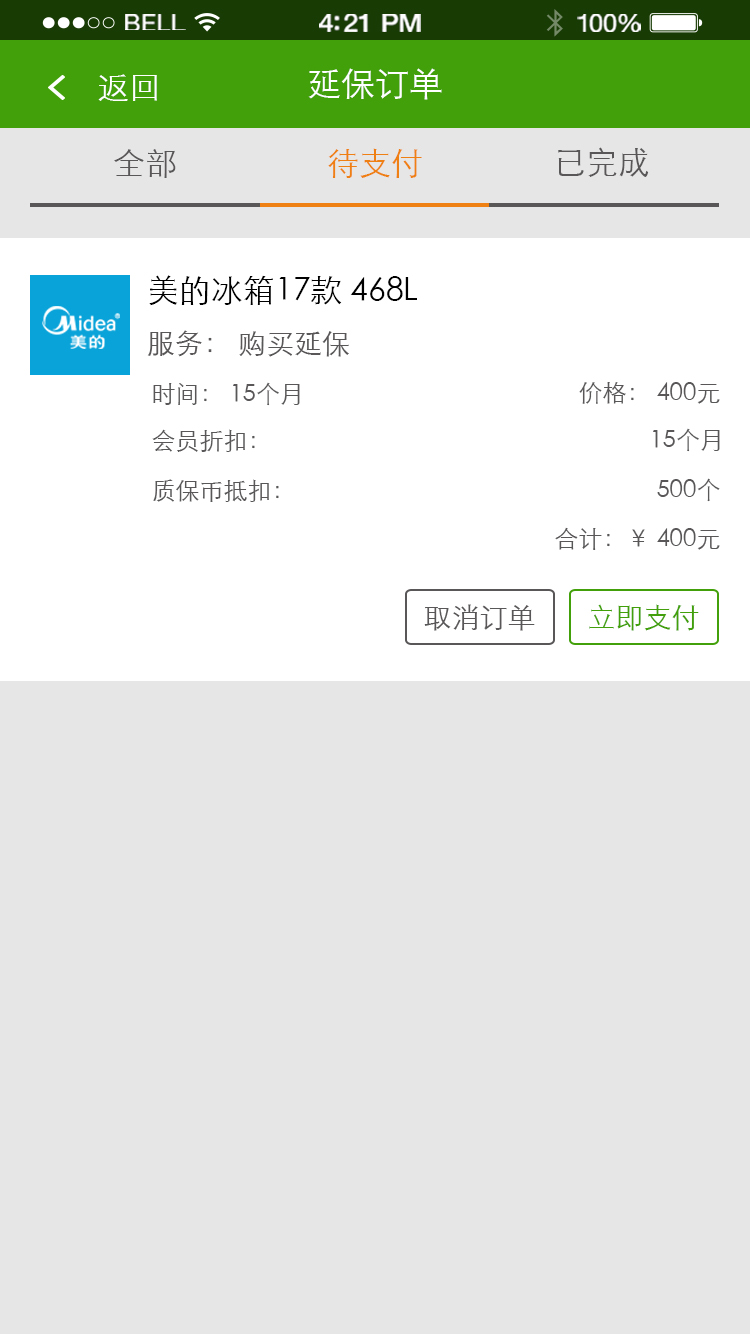 BELL 4:21 PM 100%
返回 延保订单
全部 待支付 已完成
美的冰箱17款 468L
Midea
美的
服务： 购买延保
时间： 15个月 价格： 400元
会员折扣： 15个月
质保币抵扣： 500个
合计： ¥ 400元
取消订单 立即支付